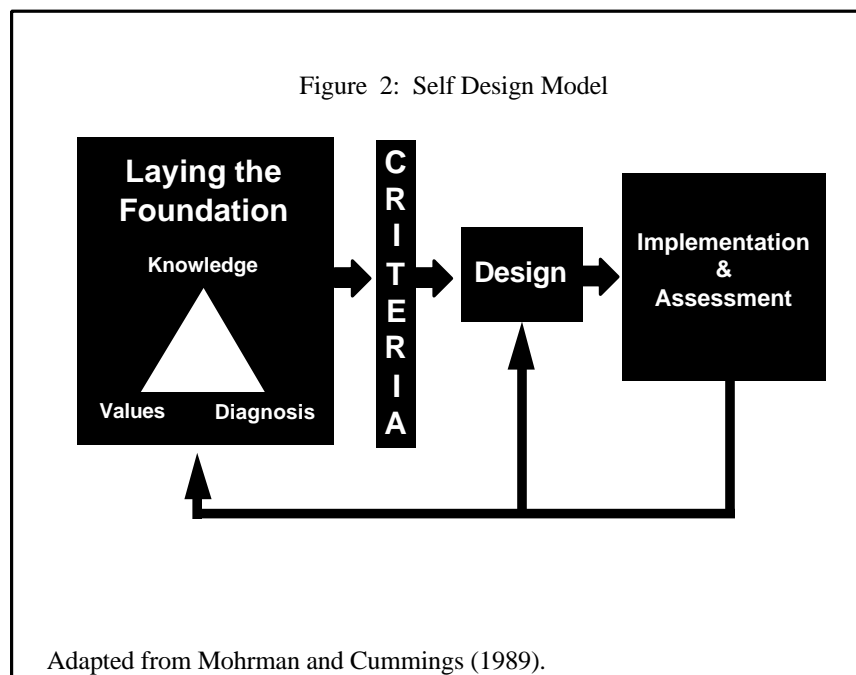 Figure 2: Self Design Model
Laying the
Foundation
Knowledge
Values Diagnosis
CRITERIA
Design
Implementation
&
Assessment
Adapted from Mohrman and Cummings (1989).